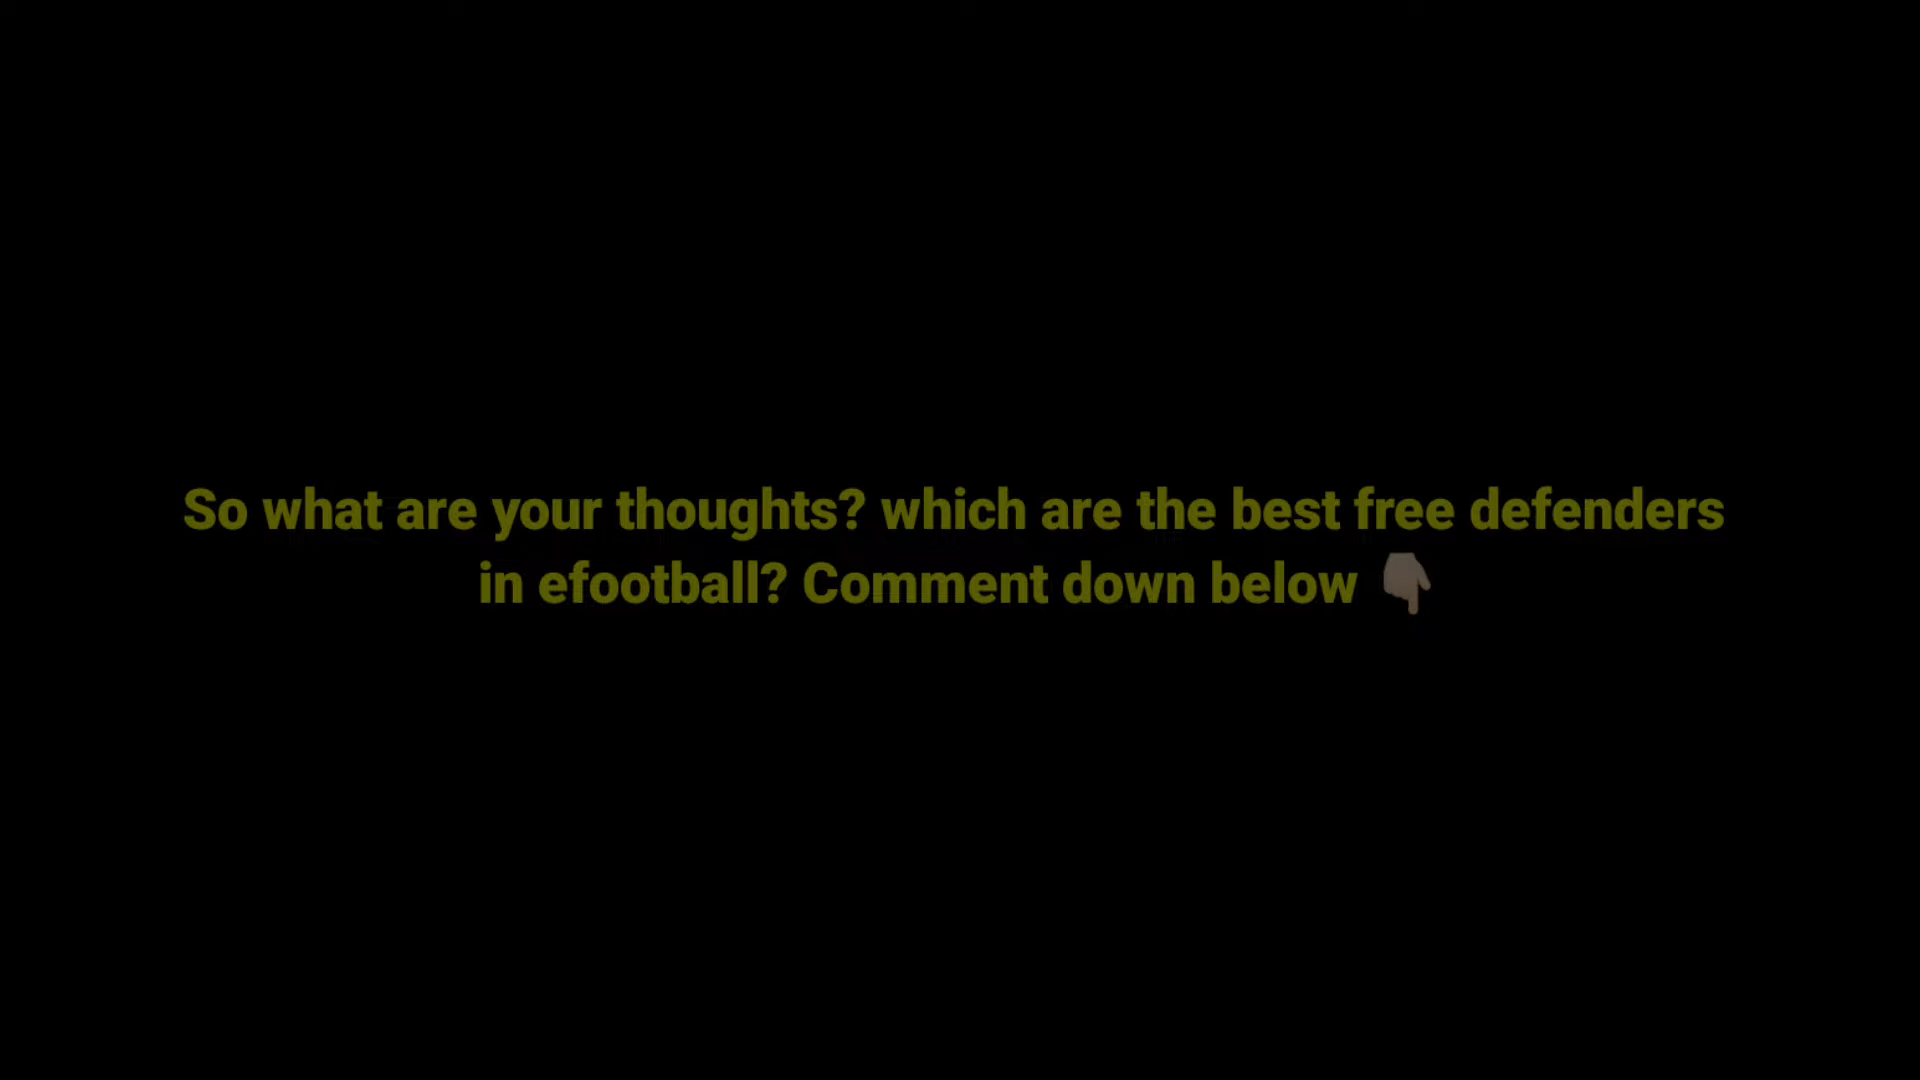 So what are your thoughts? which are the best free defenders
in efootball? Comment down below 👇